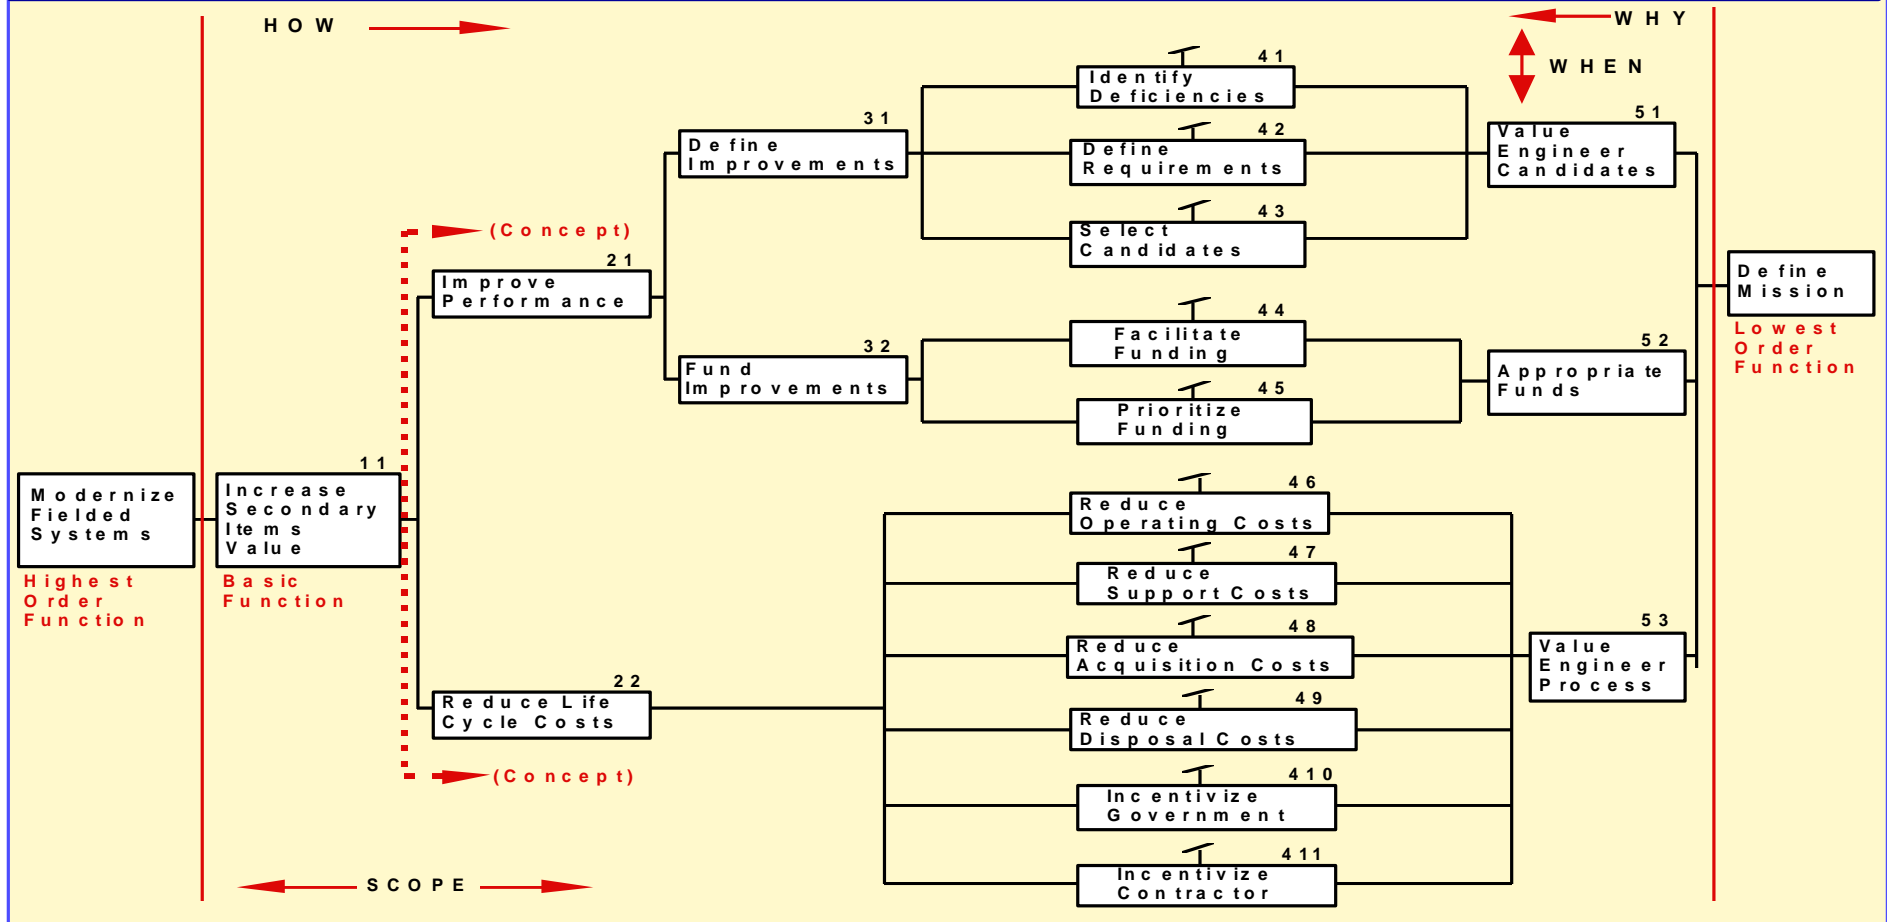 HOW
WHY
WHEN
41
Identify
Deficiencies
31
Define
Improvements
42
Define
Requirements
51
Value
Engineer
Candidates
43
Select
Candidates
(Concept)
21
Improve
Performance
Define
Mission
Lowest
Order
Function
44
Facilitate
Funding
32
Fund
Improvements
52
Appropriate
Funds
45
Prioritize
Funding
11
Modernize
Fielded
Systems
Highest
Order
Function
Increase
Secondary
Items
Value
Basic
Function
46
Reduce
Operating Costs
47
Reduce
Support Costs
48
Reduce
Acquisition Costs
53
Value
Engineer
Process
22
Reduce Life
Cycle Costs
49
Reduce
Disposal Costs
(Concept)
410
Incentivize
Government
411
Incentivize
Contractor
SCOPE